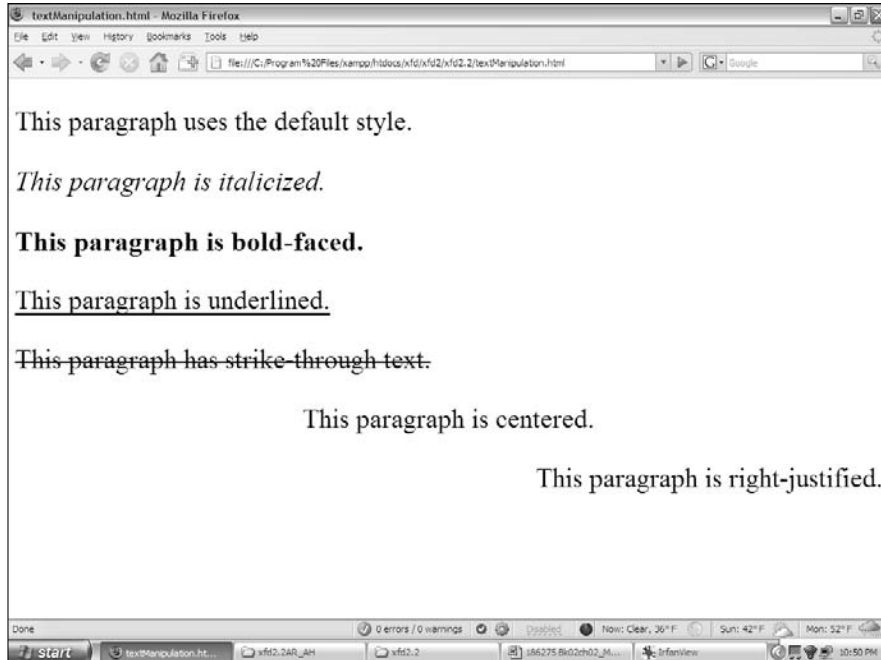 textManipulation.html - Mozilla Firefox
File Edit View History Bookmarks Tools Help
file:///C:/Program%20Files/xampp/htdocs/xfd/xfd2/xfd2.2/textManipulation.html
G Google
This paragraph uses the default style.
This paragraph is italicized.
This paragraph is bold-faced.
This paragraph is underlined.
This paragraph has strike-through text.
This paragraph is centered.
This paragraph is right-justified.
Done 0 errors / 0 warnings Disabled Now: Clear, 36° F Sun: 42° F Mon: 52° F
start textManipulation.ht... xfd2.2AR_AH xfd2.2 186275 Bk02ch02_M... IrfanView 10:50 PM